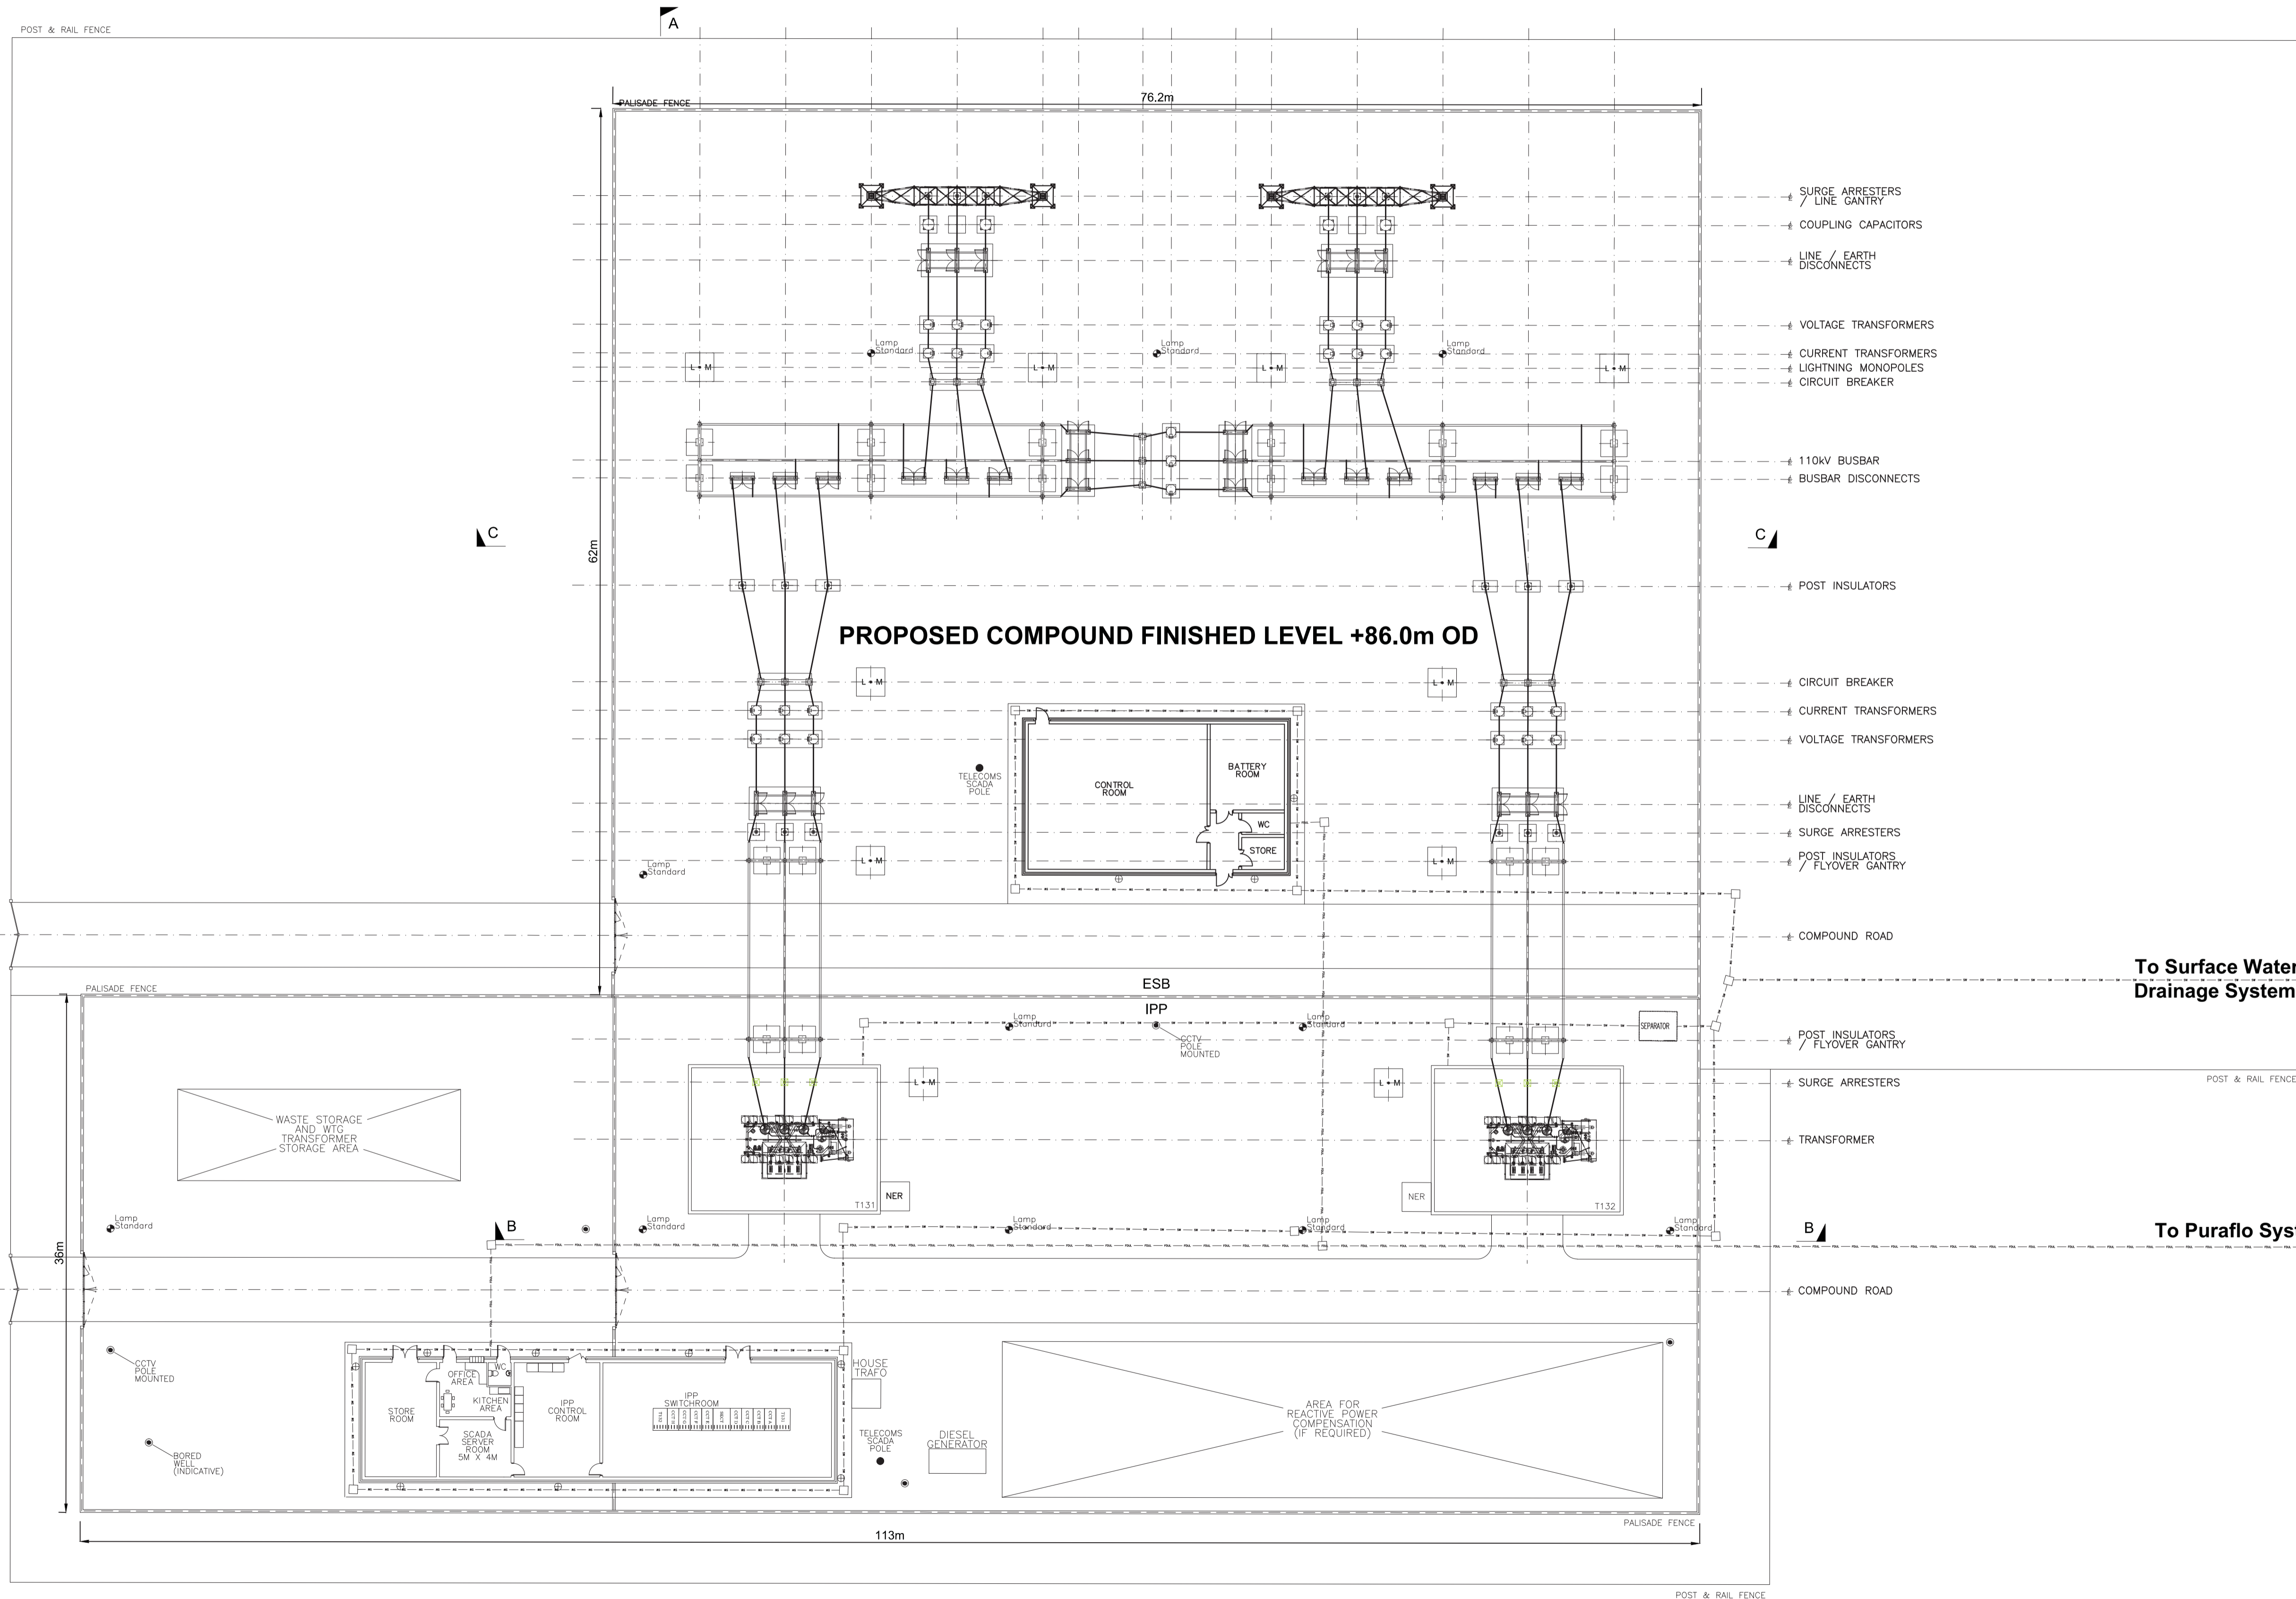 A
POST & RAIL FENCE
PALISADE FENCE
76.2m
SURGE ARRESTERS
/ LINE GANTRY
COUPLING CAPACITORS
LINE / EARTH
DISCONNECTS
VOLTAGE TRANSFORMERS
Lamp
Standard
Lamp
Standard
Lamp
Standard
CURRENT TRANSFORMERS
L M
L M
L M
L M
LIGHTNING MONOPOLES
CIRCUIT BREAKER
110kV BUSBAR
BUSBAR DISCONNECTS
C
C
62m
POST INSULATORS
PROPOSED COMPOUND FINISHED LEVEL +86.0m OD
L M
L M
CIRCUIT BREAKER
CURRENT TRANSFORMERS
VOLTAGE TRANSFORMERS
BATTERY
ROOM
TELECOMS
SCADA
POLE
CONTROL
ROOM
LINE / EARTH
DISCONNECTS
WC
SURGE ARRESTERS
STORE
L M
L M
POST INSULATORS
/ FLYOVER GANTRY
Lamp
Standard
COMPOUND ROAD
To Surface Water
Drainage System
PALISADE FENCE
ESB
IPP
Lamp
Standard
Lamp
Standard
SEPARATOR
CCTV
POLE
MOUNTED
POST INSULATORS
/ FLYOVER GANTRY
L M
L M
SURGE ARRESTERS
POST & RAIL FENCE
WASTE STORAGE
AND WTG
TRANSFORMER
STORAGE AREA
TRANSFORMER
NER
NER
T131
T132
Lamp
Standard
B
Lamp
Standard
Lamp
Standard
Lamp
Standard
Lamp
Standard
B
To Puraflo Syst
36m
COMPOUND ROAD
CCTV
POLE
MOUNTED
WC
OFFICE
AREA
HOUSE
TRAFO
KITCHEN
AREA
STORE
ROOM
IPP
CONTROL
ROOM
IPP
SWITCHROOM
AREA FOR
REACTIVE POWER
COMPENSATION
(IF REQUIRED)
SCADA
SERVER
ROOM
5M X 4M
TELECOMS
SCADA
POLE
DIESEL
GENERATOR
BORED
WELL
(INDICATIVE)
PALISADE FENCE
113m
POST & RAIL FENCE